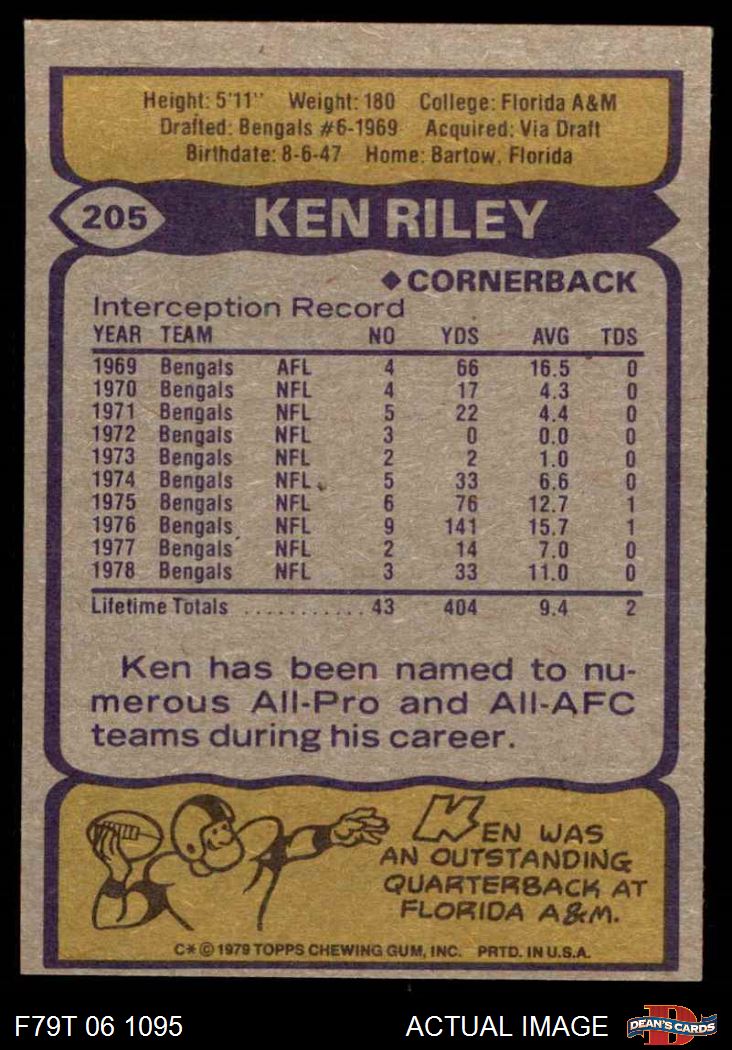 Height: 5'11" Weight: 180 College: Florida A&M
Drafted: Bengals #6-1969 Acquired: Via Draft
Birthdate: 8-6-47 Home: Bartow, Florida
205 KEN RILEY
◆CORNERBACK
Interception Record
YEAR TEAM NO YDS AVG TDS
1969 Bengals AFL 4 66 16.5 0
1970 Bengals NFL 4 17 4.3 0
1971 Bengals NFL 5 22 4.4 0
1972 Bengals NFL 3 0 0.0 0
1973 Bengals NFL 2 2 1.0 0
1974 Bengals NFL 5 33 6.6 0
1975 Bengals NFL 6 76 12.7 1
1976 Bengals NFL 9 141 15.7 1
1977 Bengals NFL 2 14 7.0 0
1978 Bengals NFL 3 33 11.0 0
Lifetime Totals ........... 43 404 9.4 2
Ken has been named to nu-
merous All-Pro and All-AFC
teams during his career.
KEN WAS
AN OUTSTANDING
QUARTERBACK AT
FLORIDA A&M.
C* © 1979 TOPPS CHEWING GUM, INC. PRTD. IN U.S.A.
F79T 06 1095 ACTUAL IMAGE D DEAN'S CARDS